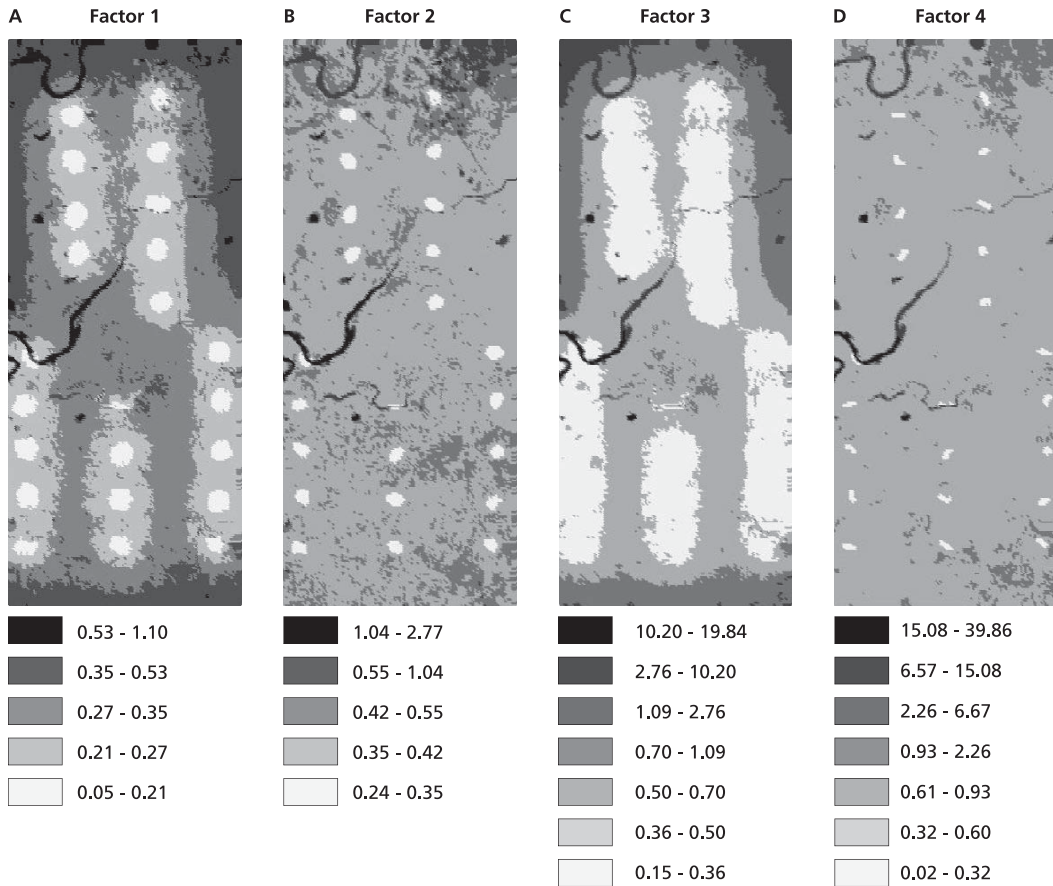 A Factor 1
B Factor 2
C Factor 3
D Factor 4
0.53 - 1.10
0.35 - 0.53
0.27 - 0.35
0.21 - 0.27
0.05 - 0.21
1.04 - 2.77
0.55 - 1.04
0.42 - 0.55
0.35 - 0.42
0.24 - 0.35
10.20 - 19.84
2.76 - 10.20
1.09 - 2.76
0.70 - 1.09
0.50 - 0.70
0.36 - 0.50
0.15 - 0.36
15.08 - 39.86
6.57 - 15.08
2.26 - 6.67
0.93 - 2.26
0.61 - 0.93
0.32 - 0.60
0.02 - 0.32